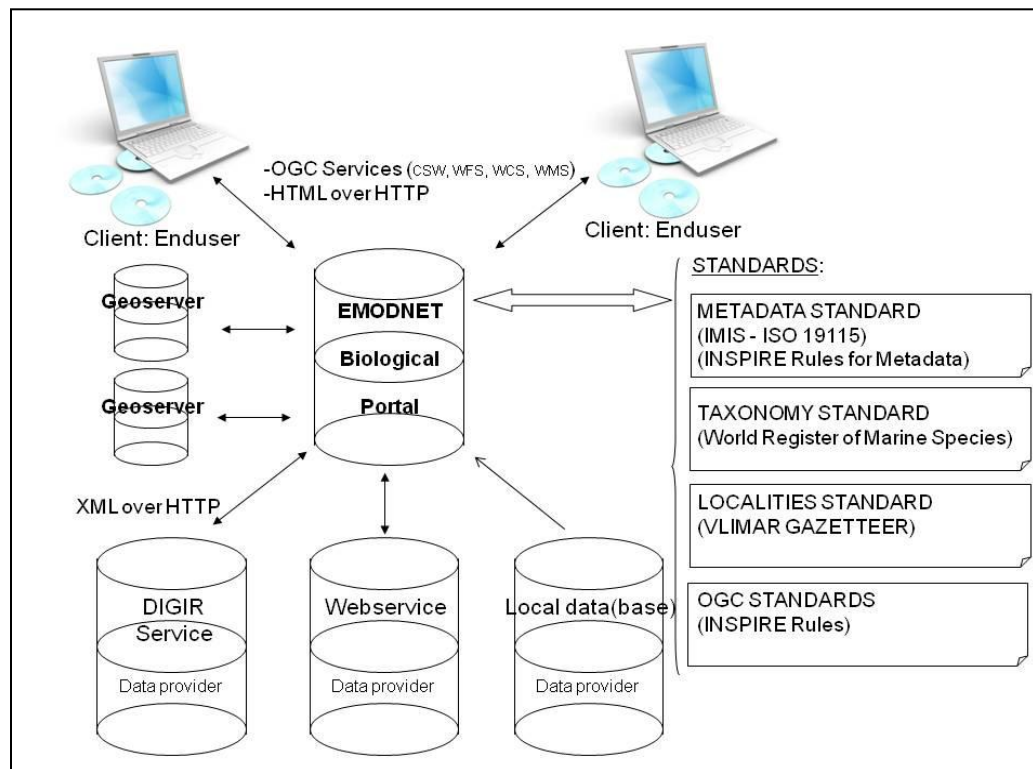 -OGC Services (CSW, WFS, WCS, WMS)
-HTML over HTTP
Client: Enduser
Client: Enduser
Geoserver
Geoserver
EMODNET
Biological
Portal
STANDARDS:
METADATA STANDARD
(IMIS - ISO 19115)
(INSPIRE Rules for Metadata)
TAXONOMY STANDARD
(World Register of Marine Species)
LOCALITIES STANDARD
(VLIMAR GAZETTEER)
OGC STANDARDS
(INSPIRE Rules)
XML over HTTP
DIGIR
Service
Data provider
Webservice
Data provider
Local data(base)
Data provider